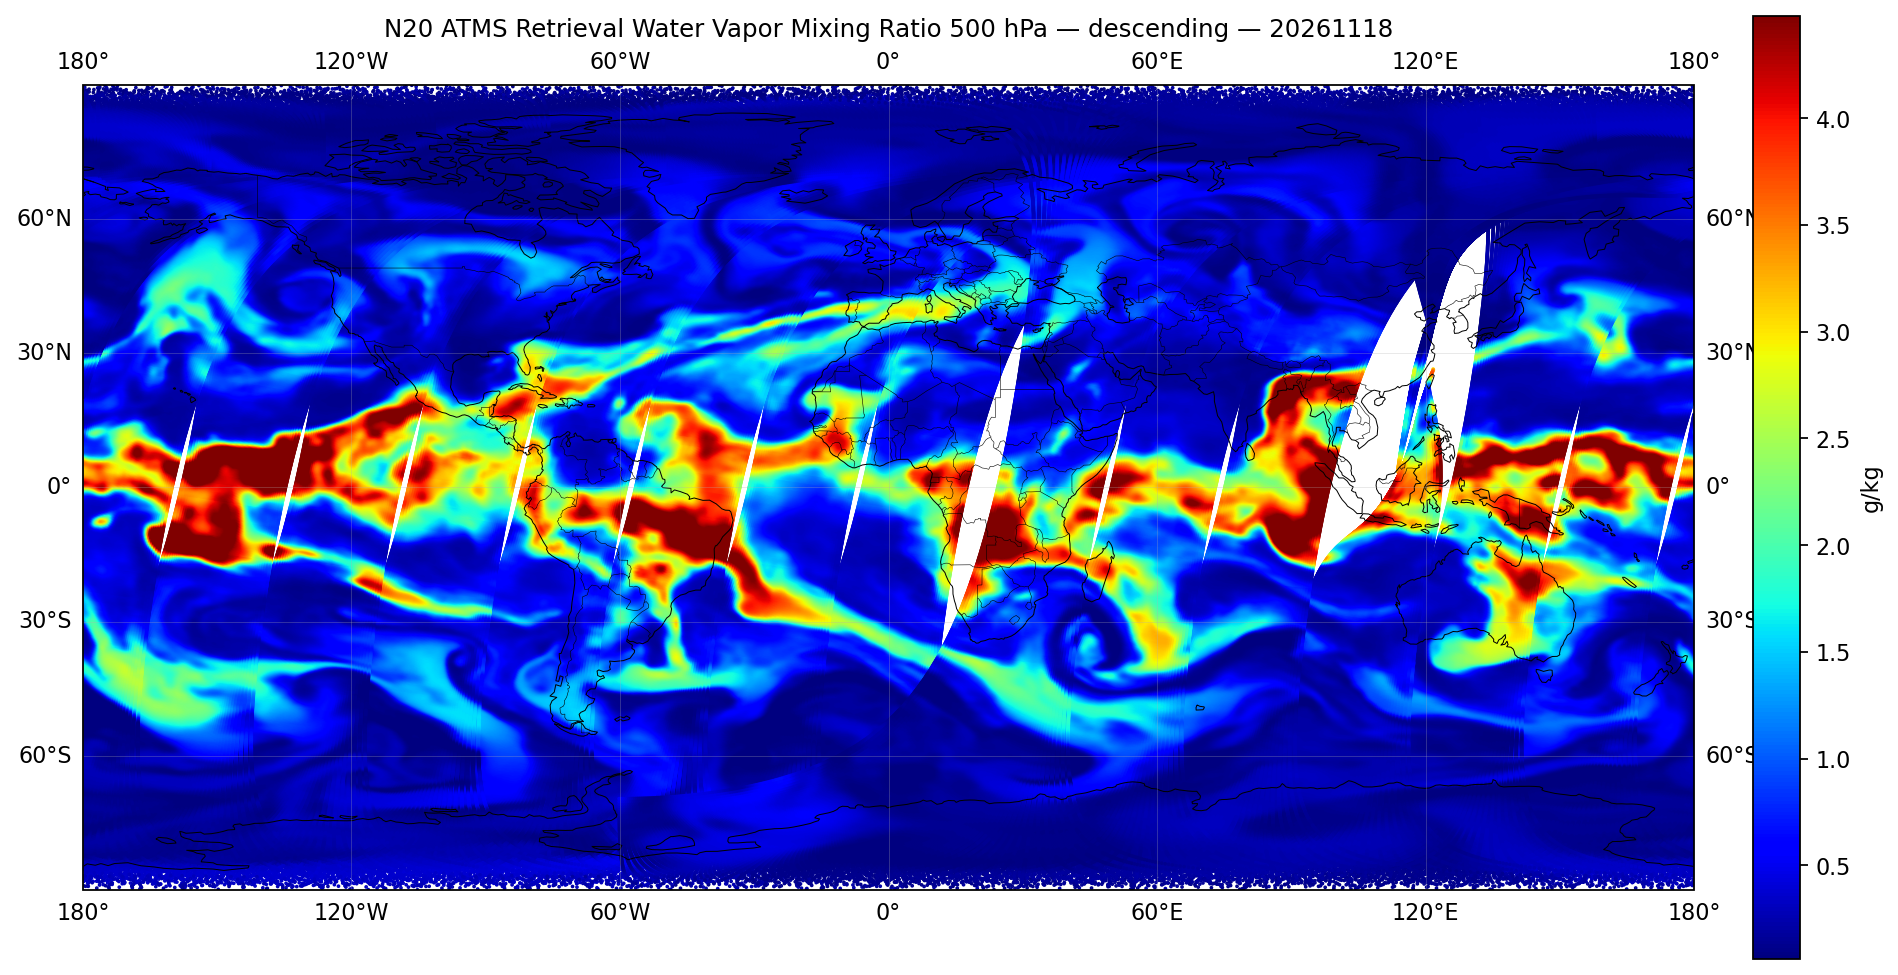 N20 ATMS Retrieval Water Vapor Mixing Ratio 500 hPa — descending — 20261118
180° 120°W 60°W 0° 60°E 120°E 180°
60°N 60°N
30°N 30°N
0° 0°
30°S 30°S
60°S 60°S
180° 120°W 60°W 0° 60°E 120°E 180°
4.0
3.5
3.0
2.5
2.0
1.5
1.0
0.5
g/kg